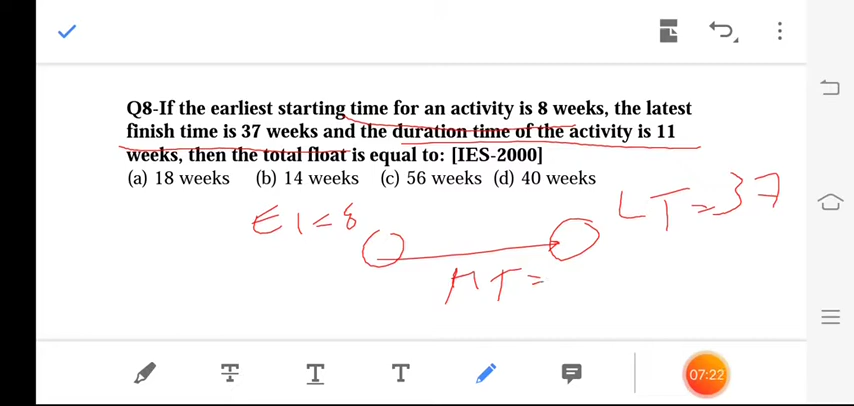 Q8-If the earliest starting time for an activity is 8 weeks, the latest
finish time is 37 weeks and the duration time of the activity is 11
weeks, then the total float is equal to: [IES-2000]
(a) 18 weeks (b) 14 weeks (c) 56 weeks (d) 40 weeks
LT=37
E1=8
MT=
T T T
07:22